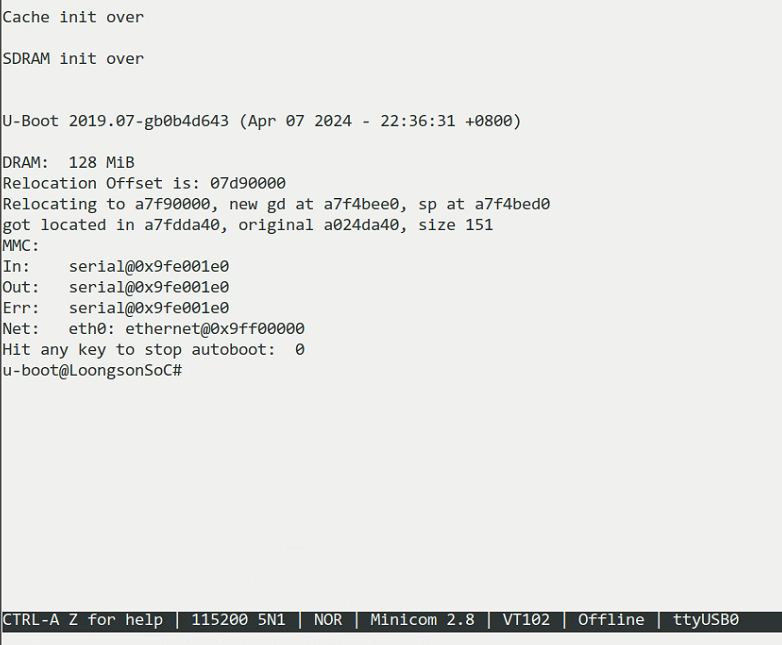 Cache init over
SDRAM init over
U-Boot 2019.07-gb0b4d643 (Apr 07 2024 - 22:36:31 +0800)
DRAM:  128 MiB
Relocation Offset is: 07d90000
Relocating to a7f90000, new gd at a7f4bee0, sp at a7f4bed0
got located in a7fdda40, original a024da40, size 151
MMC:
In:    serial@0x9fe001e0
Out:   serial@0x9fe001e0
Err:   serial@0x9fe001e0
Net:   eth0: ethernet@0x9ff00000
Hit any key to stop autoboot:  0
u-boot@LoongsonSoC#
CTRL-A Z for help | 115200 5N1 | NOR | Minicom 2.8 | VT102 | Offline | ttyUSB0